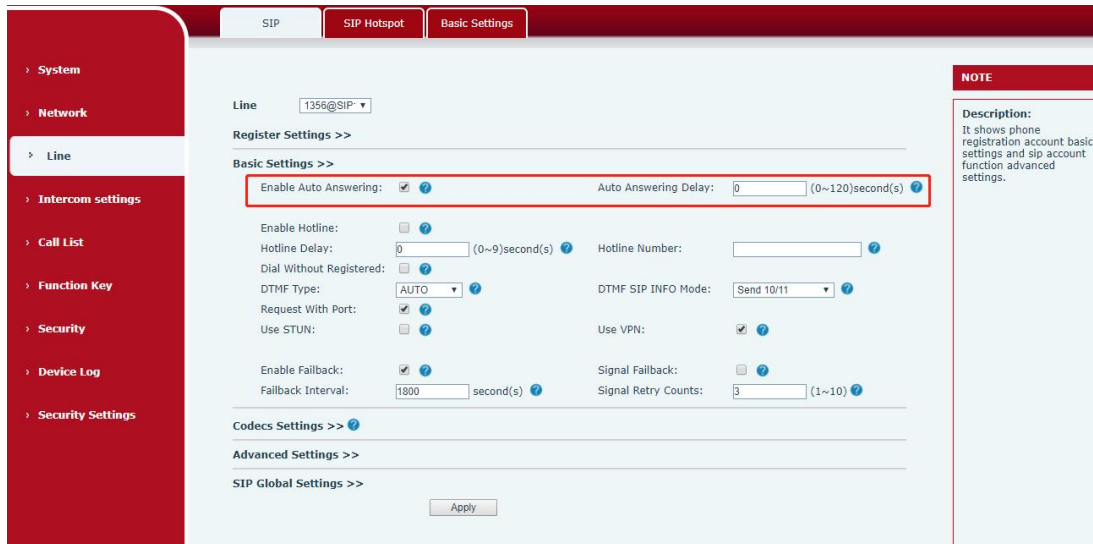 SIP SIP Hotspot Basic Settings
› System
› Network
› Line
› Intercom settings
› Call List
› Function Key
› Security
› Device Log
› Security Settings
Line 1356@SIP
Register Settings >>
Basic Settings >>
Enable Auto Answering: ? Auto Answering Delay: 0 (0~120)second(s) ?
Enable Hotline: ?
Hotline Delay: 0 (0~9)second(s) ? Hotline Number: ?
Dial Without Registered: ?
DTMF Type: AUTO ? DTMF SIP INFO Mode: Send 10/11 ?
Request With Port: ?
Use STUN: ? Use VPN: ?
Enable Failback: ? Signal Failback: ?
Failback Interval: 1800 second(s) ? Signal Retry Counts: 3 (1~10) ?
Codecs Settings >> ?
Advanced Settings >>
SIP Global Settings >>
Apply
NOTE
Description:
It shows phone
registration account basic
settings and sip account
function advanced
settings.